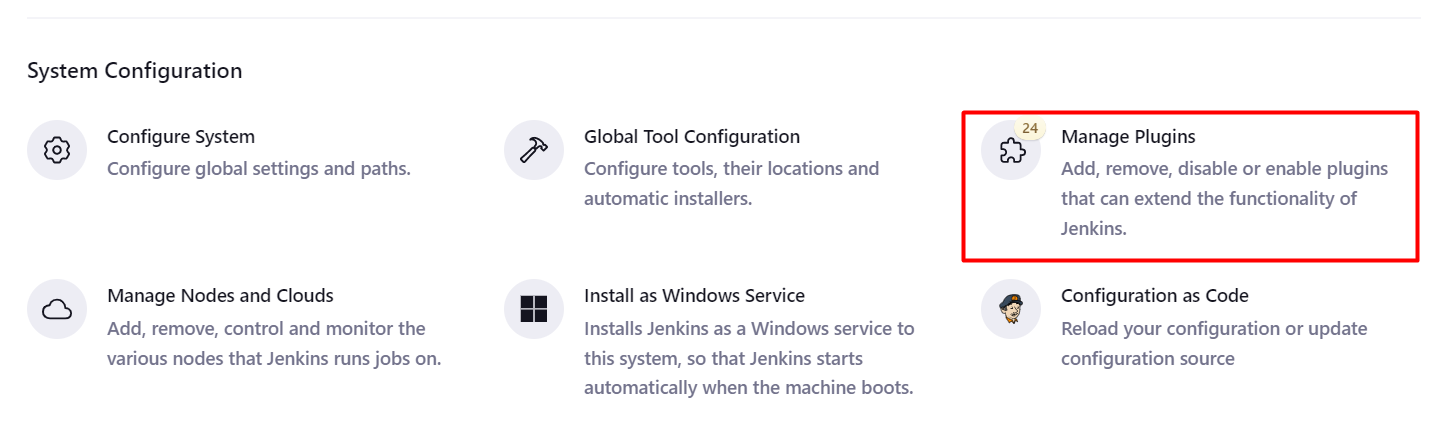 System Configuration
Configure System
Configure global settings and paths.
Global Tool Configuration
Configure tools, their locations and
automatic installers.
24
Manage Plugins
Add, remove, disable or enable plugins
that can extend the functionality of
Jenkins.
Manage Nodes and Clouds
Add, remove, control and monitor the
various nodes that Jenkins runs jobs on.
Install as Windows Service
Installs Jenkins as a Windows service to
this system, so that Jenkins starts
automatically when the machine boots.
Configuration as Code
Reload your configuration or update
configuration source